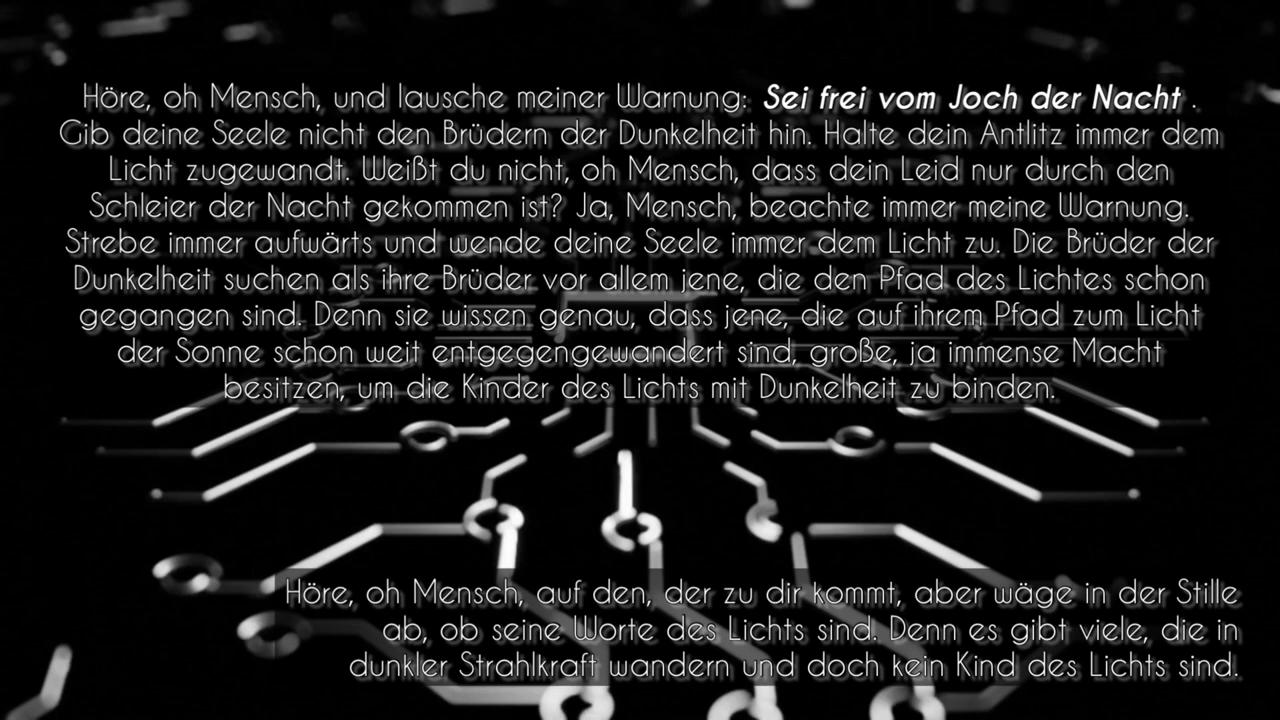 Höre, oh Mensch, und lausche meiner Warnung: Sei frei vom Joch der Nacht .
Gib deine Seele nicht den Brüdern der Dunkelheit hin. Halte dein Antlitz immer dem
Licht zugewandt. Weißt du nicht, oh Mensch, dass dein Leid nur durch den
Schleier der Nacht gekommen ist? Ja, Mensch, beachte immer meine Warnung.
Strebe immer aufwärts und wende deine Seele immer dem Licht zu. Die Brüder der
Dunkelheit suchen als ihre Brüder vor allem jene, die den Pfad des Lichtes schon
gegangen sind. Denn sie wissen genau, dass jene, die auf ihrem Pfad zum Licht
der Sonne schon weit entgegengewandert sind, große, ja immense Macht
besitzen, um die Kinder des Lichts mit Dunkelheit zu binden.
Höre, oh Mensch, auf den, der zu dir kommt, aber wäge in der Stille
ab, ob seine Worte des Lichts sind. Denn es gibt viele, die in
dunkler Strahlkraft wandern und doch kein Kind des Lichts sind.